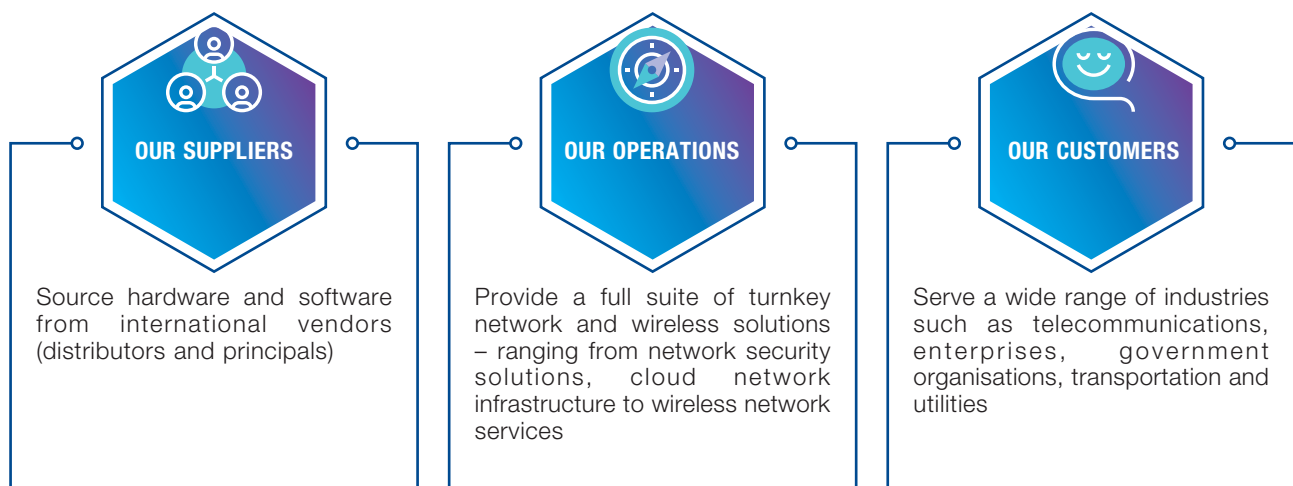 OUR SUPPLIERS
Source hardware and software
from international vendors
(distributors and principals)
OUR OPERATIONS
Provide a full suite of turnkey
network and wireless solutions
– ranging from network security
solutions, cloud network
infrastructure to wireless network
services
OUR CUSTOMERS
Serve a wide range of industries
such as telecommunications,
enterprises, government
organisations, transportation and
utilities